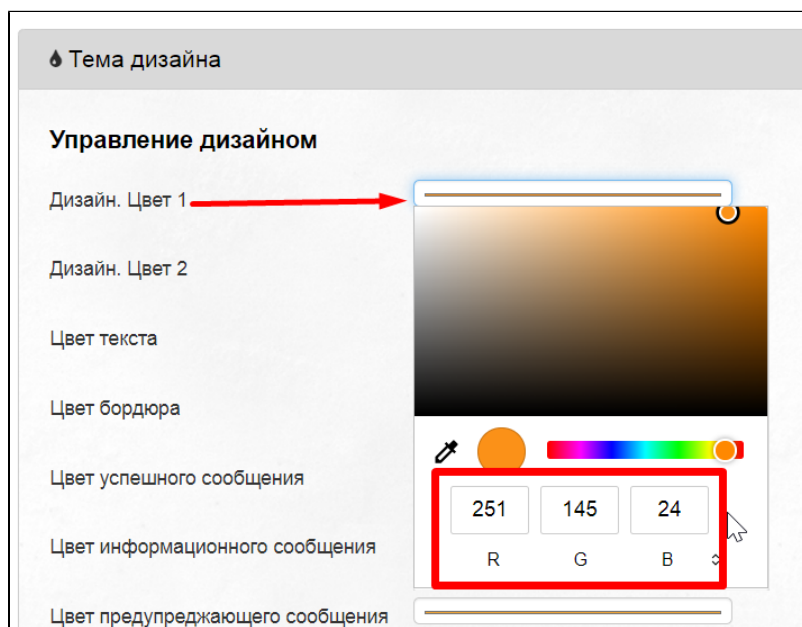 Тема дизайна
Управление дизайном
Дизайн. Цвет 1
Дизайн. Цвет 2
Цвет текста
Цвет бордюра
Цвет успешного сообщения
251 145 24
Цвет информационного сообщения
R G B
Цвет предупреджающего сообщения